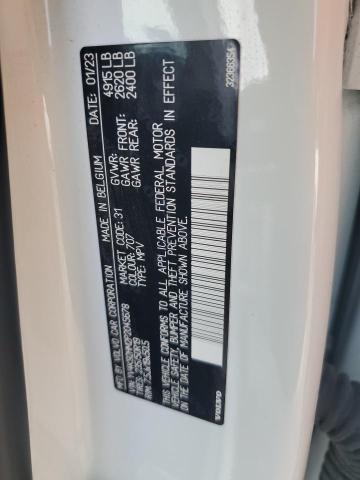 MFD BY VOLVO CAR CORPORATION MADE IN BELGIUM DATE: 01/23
GVWR: 4915 LB
GAWR FRONT: 2620 LB
GAWR REAR: 2400 LB
MARKET CODE: 31
COLOUR: 707
TYPE: MPV
THIS VEHICLE CONFORMS TO ALL APPLICABLE FEDERAL MOTOR
VEHICLE SAFETY, BUMPER AND THEFT PREVENTION STANDARDS IN EFFECT
ON THE DATE OF MANUFACTURE SHOWN ABOVE.
32366354
VOLVO